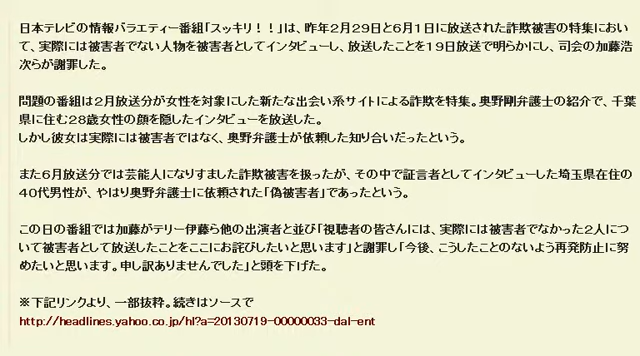 日本テレビの情報バラエティー番組「スッキリ！！」は、昨年2月29日と6月1日に放送された詐欺被害の特集におい
て、実際には被害者でない人物を被害者としてインタビューし、放送したことを19日放送で明らかにし、司会の加藤浩
次らが謝罪した。
問題の番組は2月放送分が女性を対象にした新たな出会い系サイトによる詐欺を特集。奥野剛弁護士の紹介で、千葉
県に住む28歳女性の顔を隠したインタビューを放送した。
しかし彼女は実際には被害者ではなく、奥野弁護士が依頼した知り合いだったという。
また6月放送分では芸能人になりすました詐欺被害を扱ったが、その中で証言者としてインタビューした埼玉県在住の
40代男性が、やはり奥野弁護士に依頼された「偽被害者」であったという。
この日の番組では加藤がテリー伊藤ら他の出演者と並び「視聴者の皆さんには、実際には被害者でなかった2人につ
いて被害者として放送したことをここにお詫びしたいと思います」と謝罪し「今後、こうしたことのないよう再発防止に努
めたいと思います。申し訳ありませんでした」と頭を下げた。
※下記リンクより、一部抜粋。続きはソースで
http://headlines.yahoo.co.jp/hl?a=20130719-00000033-dal-ent